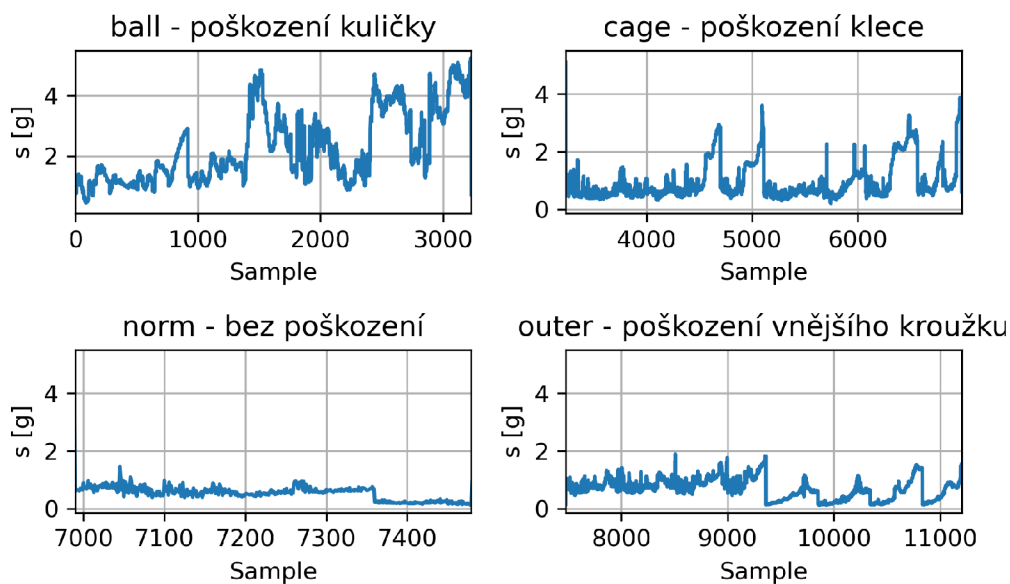 ball - poškození kuličky
cage - poškození klece
s [g]
4
2
0
1000
2000
3000
Sample
s [g]
4
2
0
4000
5000
6000
Sample
norm - bez poškození
outer - poškození vnějšího kroužku
s [g]
4
2
0
7000
7100
7200
7300
7400
Sample
s [g]
4
2
0
8000
9000
10000
11000
Sample